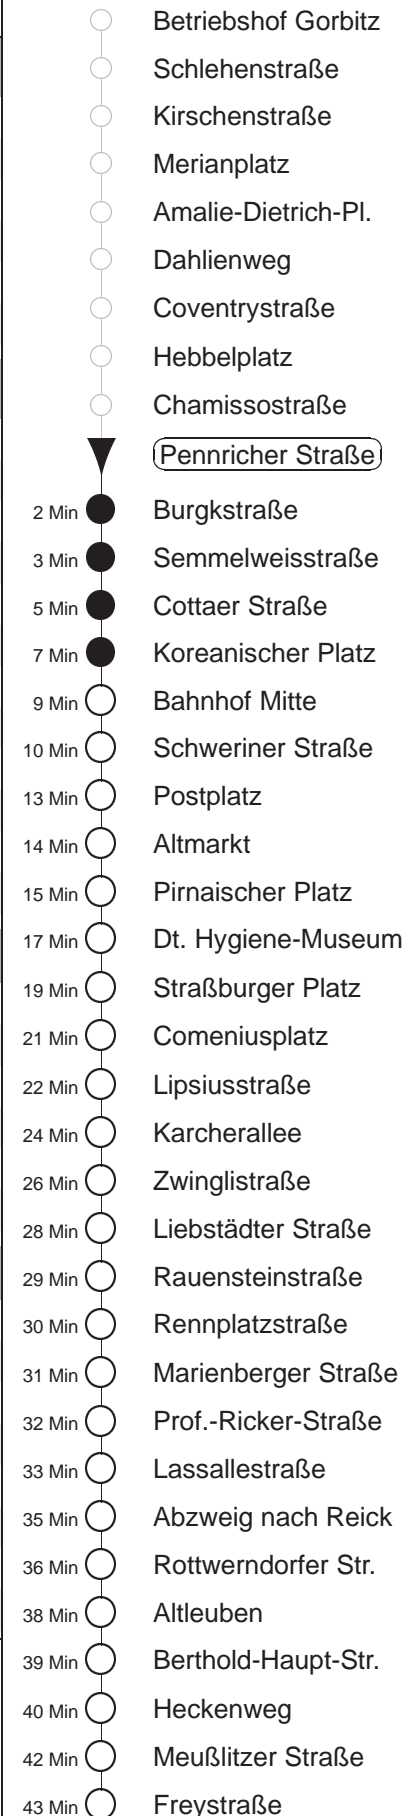 Betriebshof Gorbitz
Schlehenstraße
Kirschenstraße
Merianplatz
Amalie-Dietrich-Pl.
Dahlienweg
Coventrystraße
Hebbelplatz
Chamissostraße
Pennricher Straße
2 Min Burgkstraße
3 Min Semmelweisstraße
5 Min Cottaer Straße
7 Min Koreanischer Platz
9 Min Bahnhof Mitte
10 Min Schweriner Straße
13 Min Postplatz
14 Min Altmarkt
15 Min Pirnaischer Platz
17 Min Dt. Hygiene-Museum
19 Min Straßburger Platz
21 Min Comeniusplatz
22 Min Lipsiusstraße
24 Min Karcherallee
26 Min Zwinglistraße
28 Min Liebstädter Straße
29 Min Rauensteinstraße
30 Min Rennplatzstraße
31 Min Marienberger Straße
32 Min Prof.-Ricker-Straße
33 Min Lassallestraße
35 Min Abzweig nach Reick
36 Min Rottwerndorfer Str.
38 Min Altleuben
39 Min Berthold-Haupt-Str.
40 Min Heckenweg
42 Min Meußlitzer Straße
43 Min Freystraße